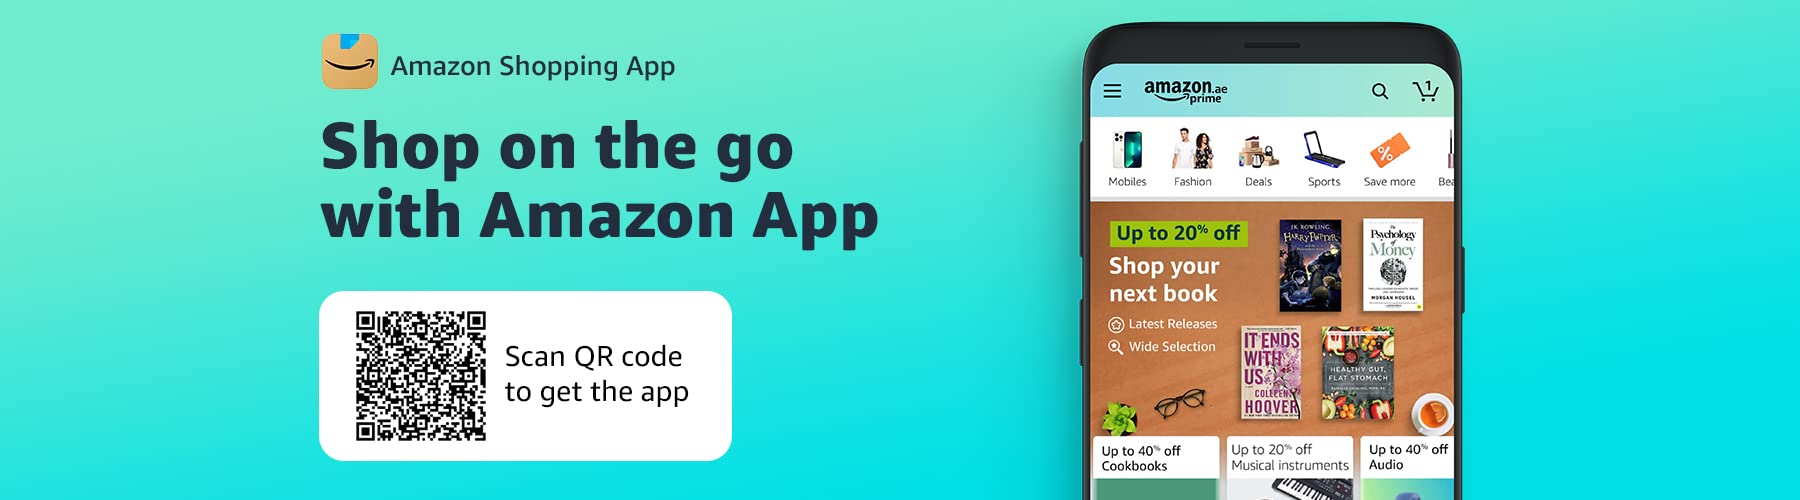 Amazon Shopping App
Shop on the go
with Amazon App
Scan QR code
to get the app
amazon.ae
prime
1
Mobiles
Fashion
Deals
Sports
Save more
Bea
%
Up to 20% off
Shop your
next book
Latest Releases
Wide Selection
J.K. ROWLING
HARRY POTTER
The
Psychology
of
Money
MORGAN HOUSEL
IT ENDS
WITH
US
COLLEEN
HOOVER
HEALTHY GUT,
FLAT STOMACH
Up to 40% off
Cookbooks
Up to 20% off
Musical instruments
Up to 40% off
Audio